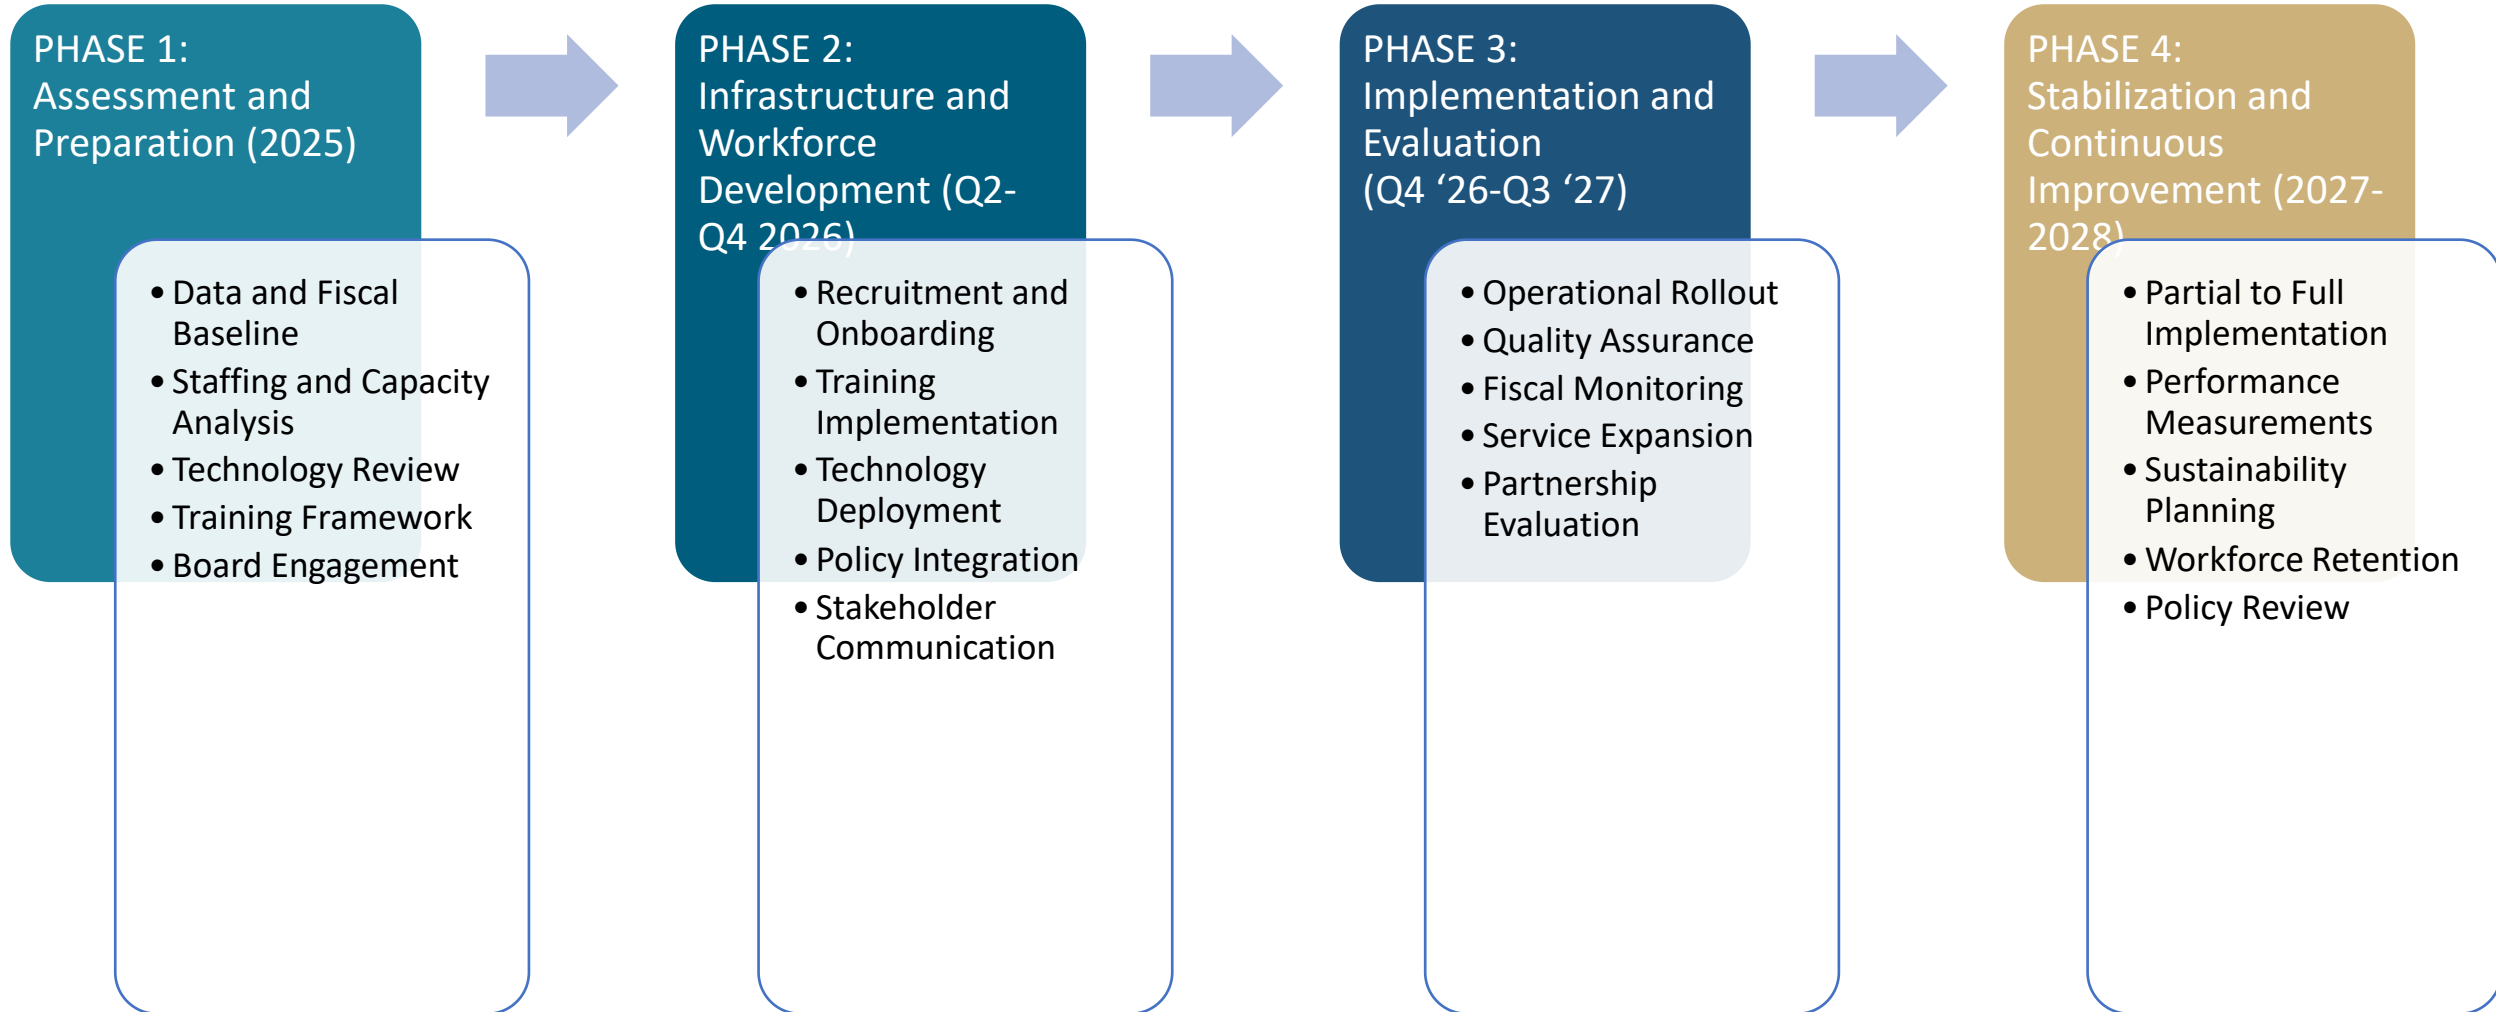 PHASE 1:
Assessment and
Preparation (2025)
• Data and Fiscal
Baseline
• Staffing and Capacity
Analysis
• Technology Review
• Training Framework
• Board Engagement
PHASE 2:
Infrastructure and
Workforce
Development (Q2-
Q4 2026)
• Recruitment and
Onboarding
• Training
Implementation
• Technology
Deployment
• Policy Integration
• Stakeholder
Communication
PHASE 3:
Implementation and
Evaluation
(Q4 ‘26-Q3 ‘27)
• Operational Rollout
• Quality Assurance
• Fiscal Monitoring
• Service Expansion
• Partnership
Evaluation
PHASE 4:
Stabilization and
Continuous
Improvement (2027-
2028)
• Partial to Full
Implementation
• Performance
Measurements
• Sustainability
Planning
• Workforce Retention
• Policy Review